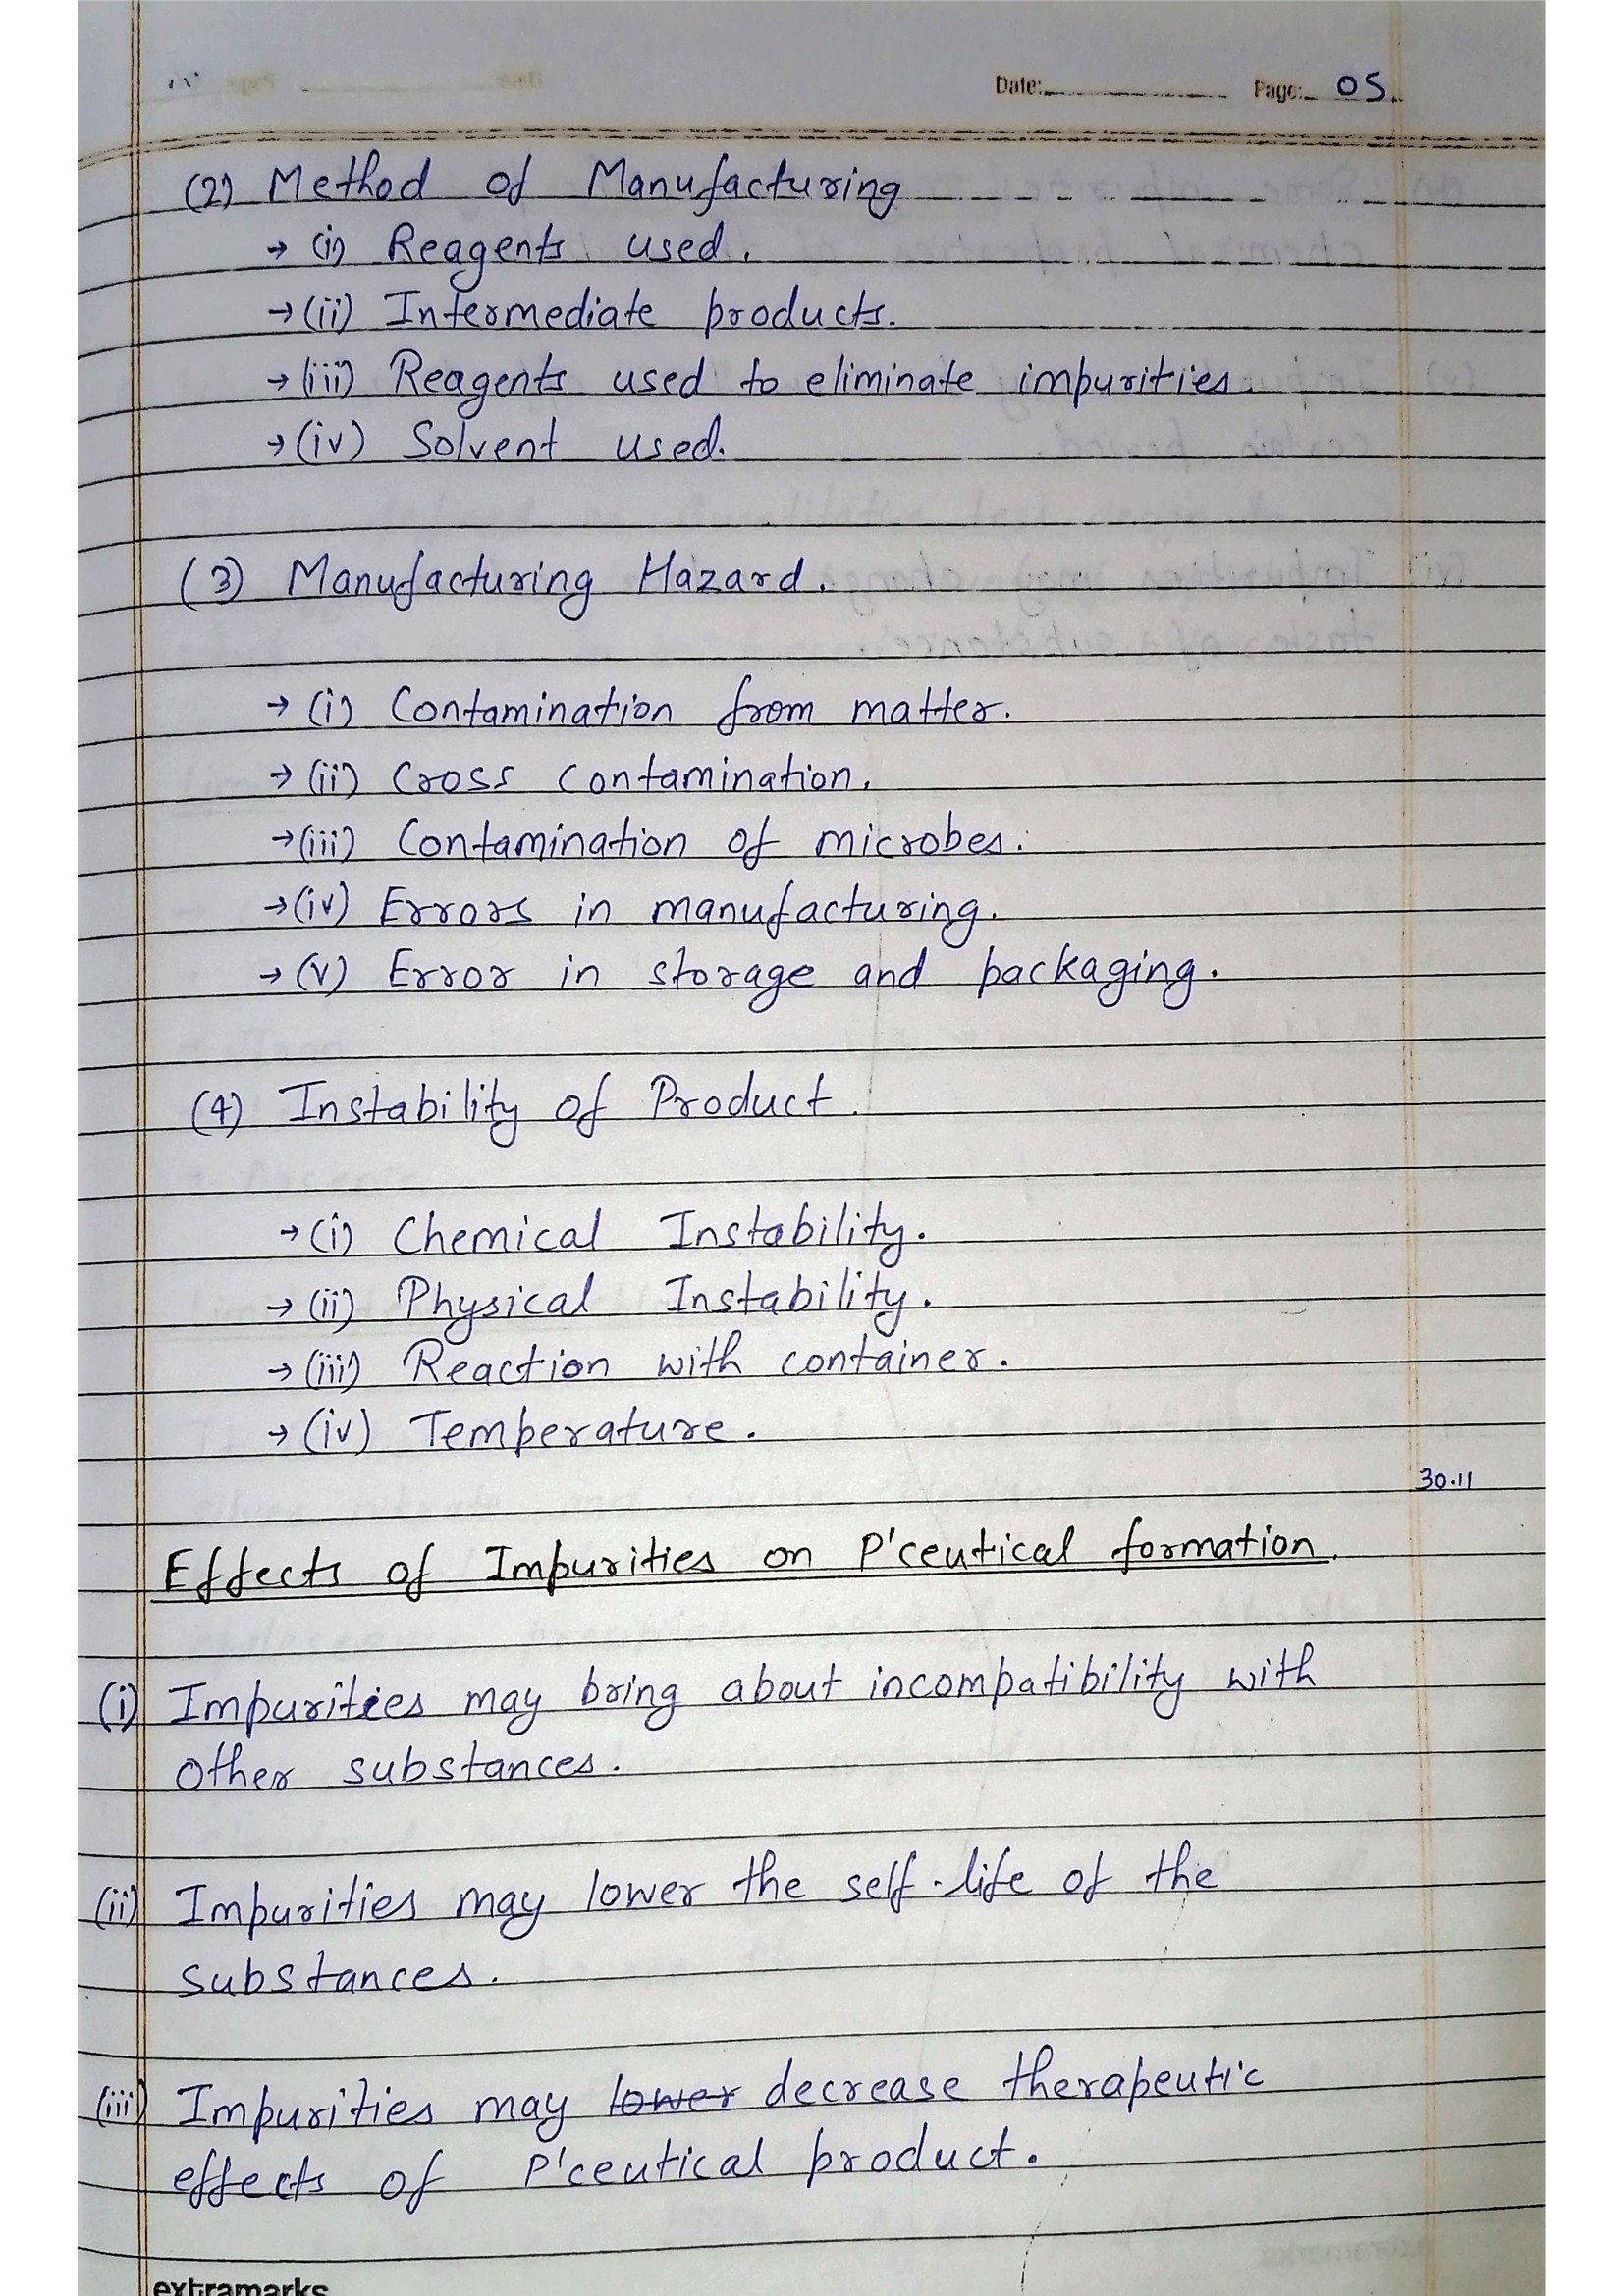 Date: Page: 05
(2) Method of Manufacturing
→ (i) Reagents used.
→ (ii) Intermediate products.
→ (iii) Reagents used to eliminate impurities.
→ (iv) Solvent used.
(3) Manufacturing Hazard.
→ (i) Contamination from matter.
→ (ii) Cross contamination.
→ (iii) Contamination of microbes.
→ (iv) Errors in manufacturing.
→ (v) Error in storage and packaging.
(4) Instability of Product.
→ (i) Chemical Instability.
→ (ii) Physical Instability.
→ (iii) Reaction with container.
→ (iv) Temperature.
30.11
Effects of Impurities on P'ceutical formation.
(i) Impurities may bring about incompatibility with
other substances.
(ii) Impurities may lower the self-life of the
substances.
(iii) Impurities may lower decrease therapeutic
effects of P'ceutical product.
extramarks